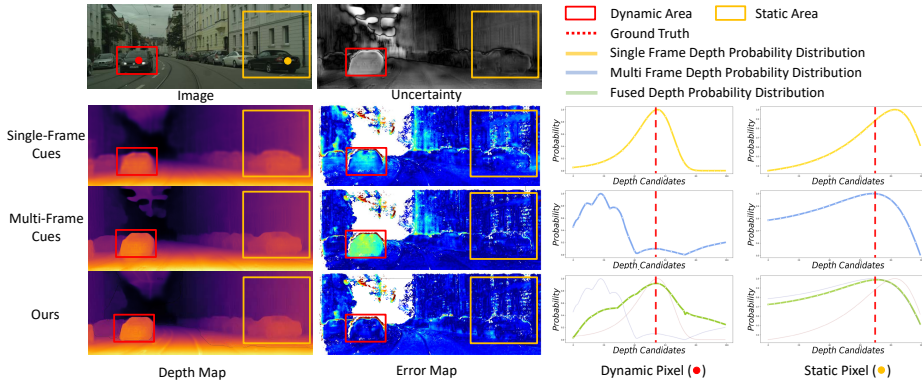 Dynamic Area
Static Area
Ground Truth
Single Frame Depth Probability Distribution
Multi Frame Depth Probability Distribution
Fused Depth Probability Distribution
Image
Uncertainty
Single-Frame
Cues
Probability
Depth Candidates
Probability
Depth Candidates
Multi-Frame
Cues
Probability
Depth Candidates
Probability
Depth Candidates
Ours
Probability
Depth Candidates
Probability
Depth Candidates
Depth Map
Error Map
Dynamic Pixel (●)
Static Pixel (●)